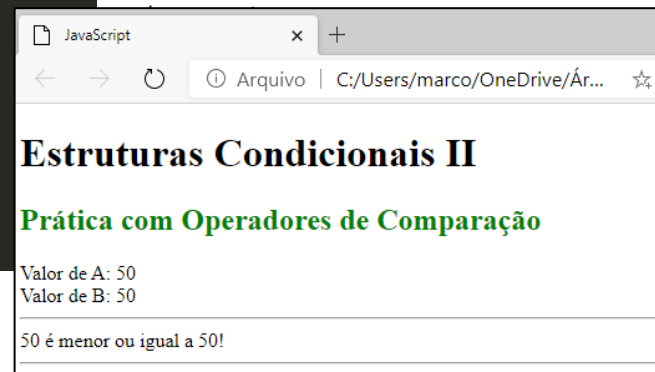 JavaScript
Arquivo | C:/Users/marco/OneDrive/Ár...
Estruturas Condicionais II
Prática com Operadores de Comparação
Valor de A: 50
Valor de B: 50
50 é menor ou igual a 50!